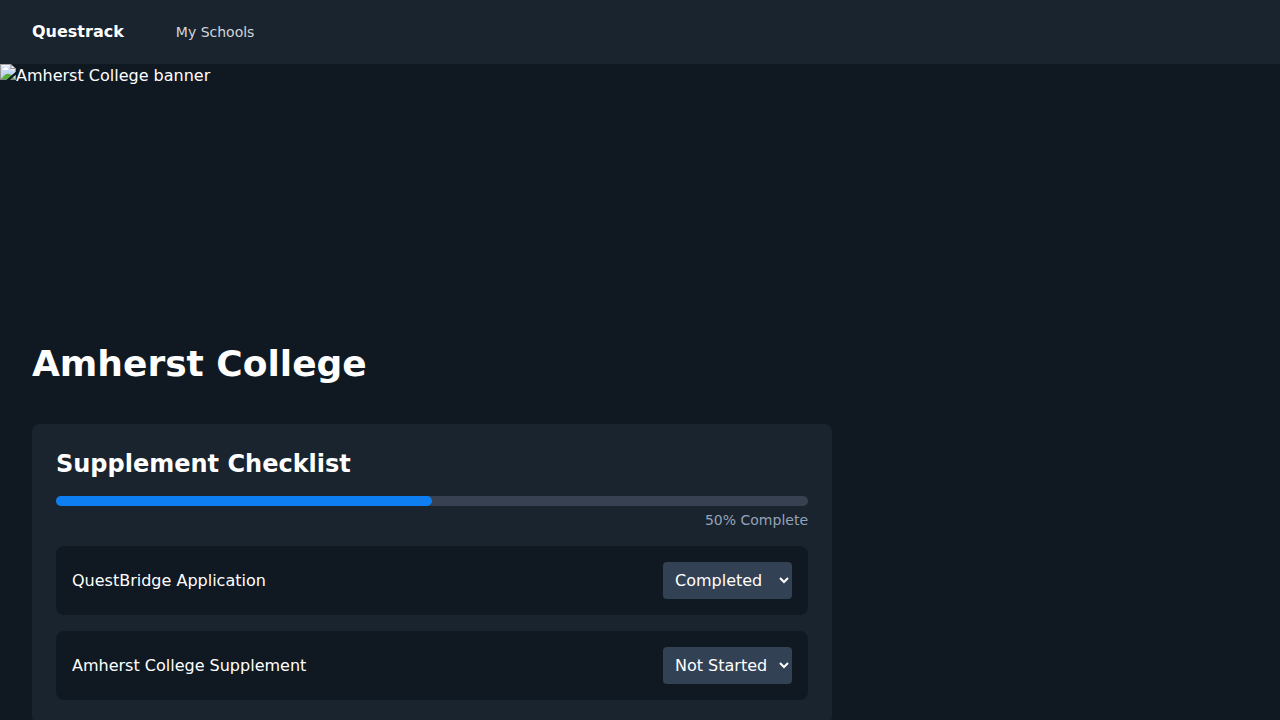 Questrack
My Schools
Amherst College banner
Amherst College
Supplement Checklist
50% Complete
QuestBridge Application
Completed
Amherst College Supplement
Not Started